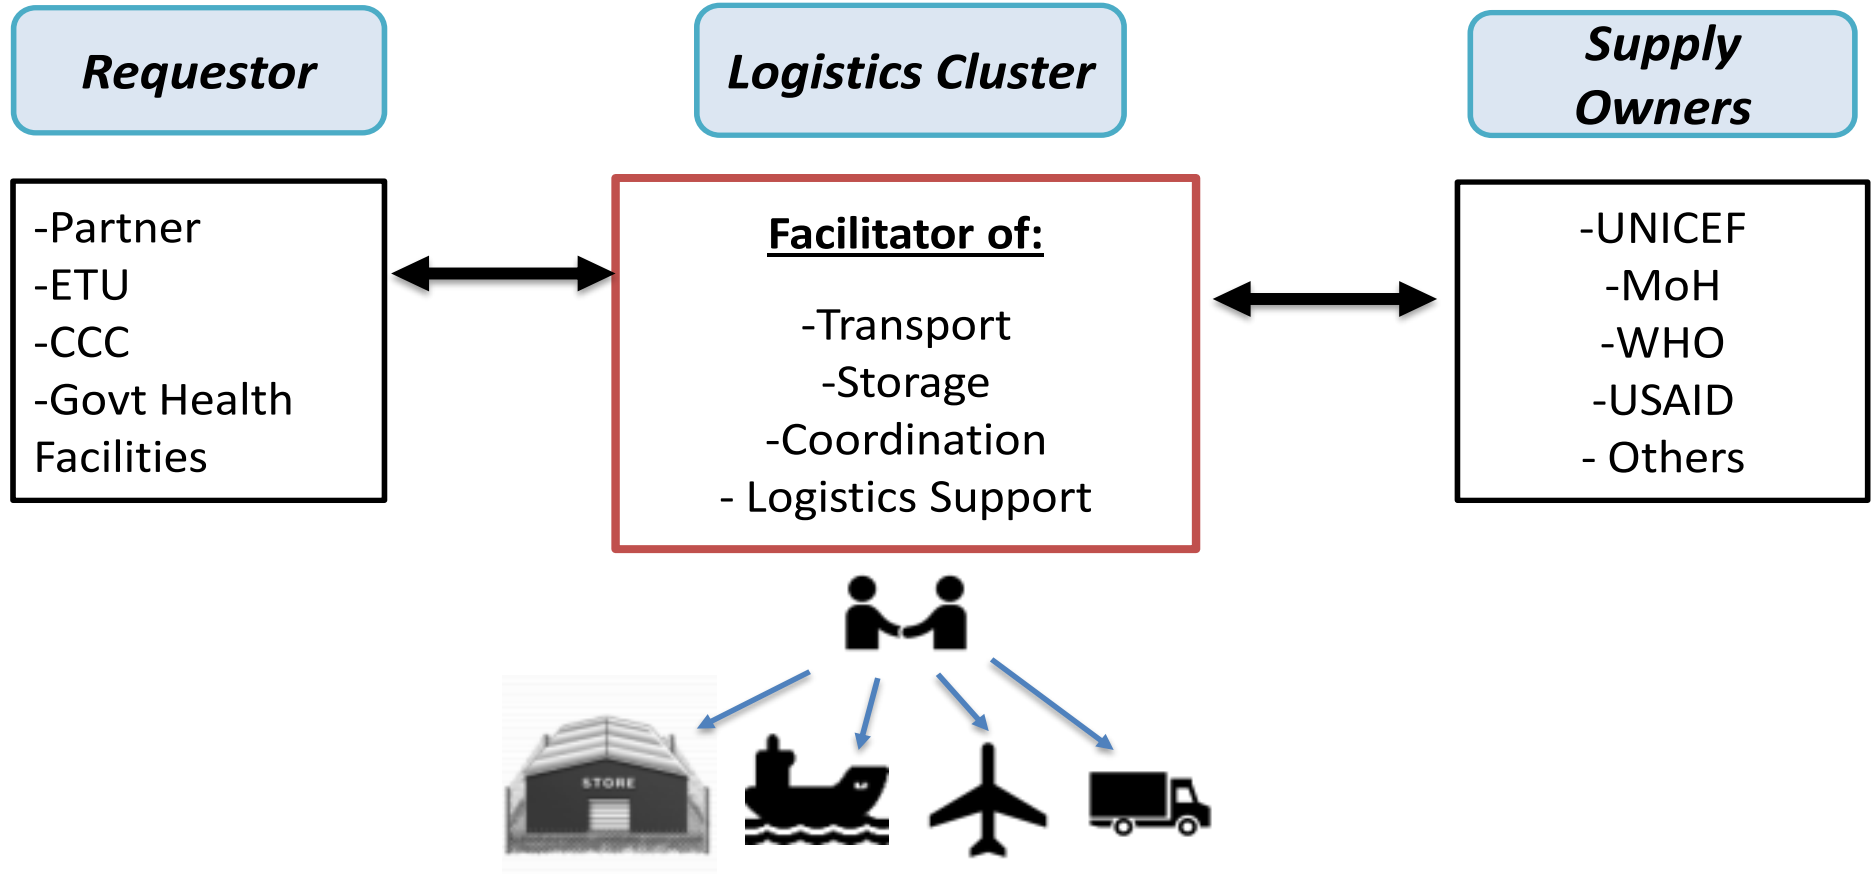 Requestor
Logistics Cluster
Supply
Owners
-Partner
-ETU
-CCC
-Govt Health
Facilities
Facilitator of:
-Transport
-Storage
-Coordination
- Logistics Support
-UNICEF
-MoH
-WHO
-USAID
- Others
STORE